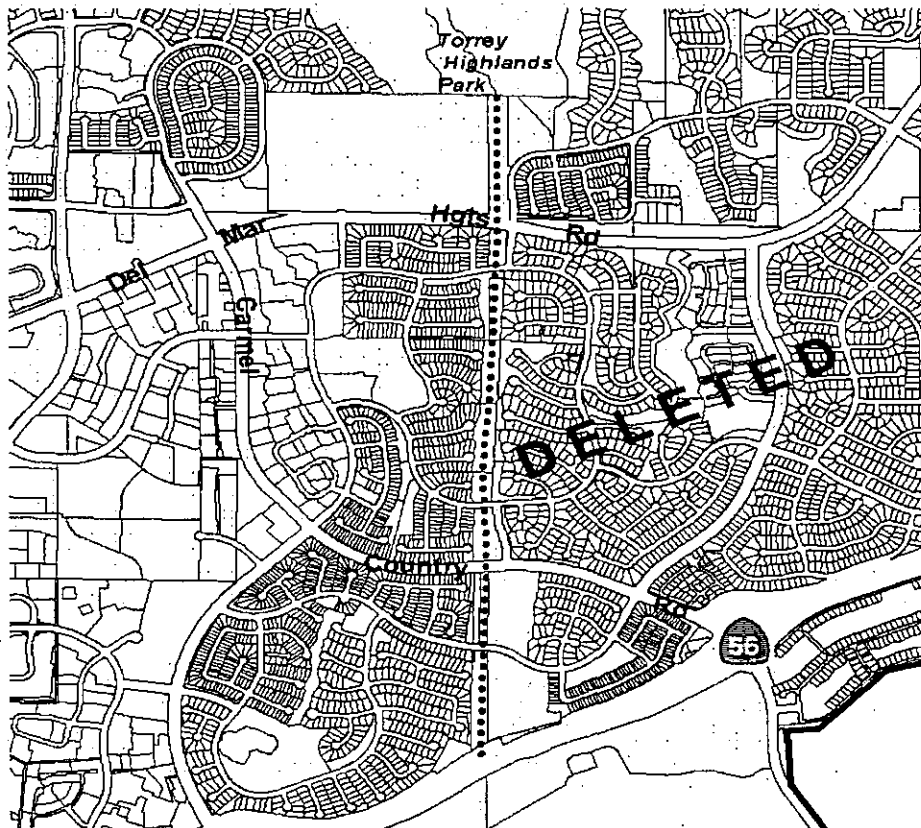 Torrey
Highlands
Park
Del Mar Hgts Rd
Carmel
Country
Rd
DELETED
56